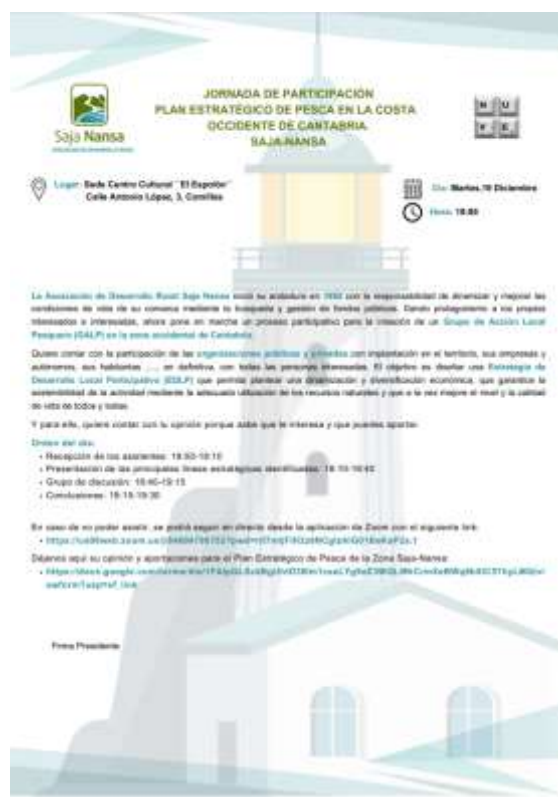 JORNADA DE PARTICIPACIÓN
PLAN ESTRATÉGICO DE PESCA EN LA COSTA
OCCIDENTE DE CANTABRIA
SAJA-NANSA
Saja Nansa
N U
V E
Lugar: Sede Centro Cultural "El Espolón"
Calle Antonio López, 3, Comillas
Día: Martes, 19 Diciembre
Hora:
La Asociación de Desarrollo Rural Saja Nansa inició su andadura en con la responsabilidad de dinamizar y mejorar las
condiciones de vida de su comarca mediante la búsqueda y gestión de fondos públicos. Dando protagonismo a los propios
interesados e interesadas, ahora pone en marcha un proceso participativo para la creación de un Grupo de Acción Local
Pesquero (GALP) en la zona occidental de Cantabria.
Quiere contar con la participación de las organizaciones públicas y privadas con implantación en el territorio, sus empresas y
autónomos, sus habitantes ..., en definitiva, con todas las personas interesadas. El objetivo es diseñar una Estrategia de
Desarrollo Local Participativo (EDLP) que permita plantear una dinamización y diversificación económica, que garantice la
sostenibilidad de la actividad mediante la adecuada utilización de los recursos naturales y que a la vez mejore el nivel y la calidad
de vida de todos y todas.
Y para ello, quiere contar con tu opinión porque sabe que te interesa y que puedes aportar.
Orden del día:
• Recepción de los asistentes:
• Presentación de las principales líneas estratégicas identificadas:
• Grupo de discusión:
• Conclusiones:
En caso de no poder asistir, se podrá seguir en directo desde la aplicación de Zoom con el siguiente link:
Déjanos aquí su opinión y aportaciones para el Plan Estratégico de Pesca de la Zona Saja-Nansa:
Firma Presidente